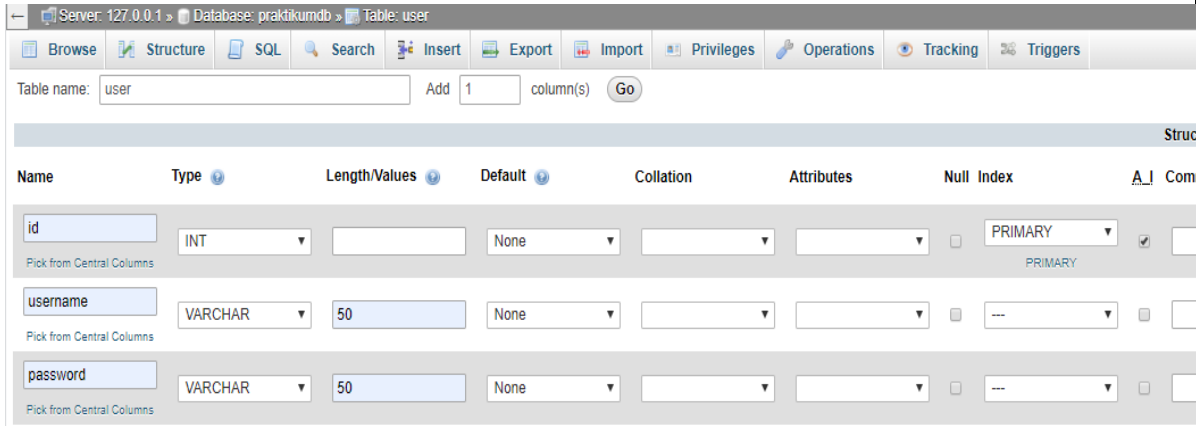 ← Server: 127.0.0.1 » Database: praktikumdb » Table: user
Browse Structure SQL Search Insert Export Import Privileges Operations Tracking Triggers
Table name: user Add 1 column(s) Go
Name Type Length/Values Default Collation Attributes Null Index A_I
id INT None PRIMARY
Pick from Central Columns PRIMARY
username VARCHAR 50 None ---
Pick from Central Columns
password VARCHAR 50 None ---
Pick from Central Columns